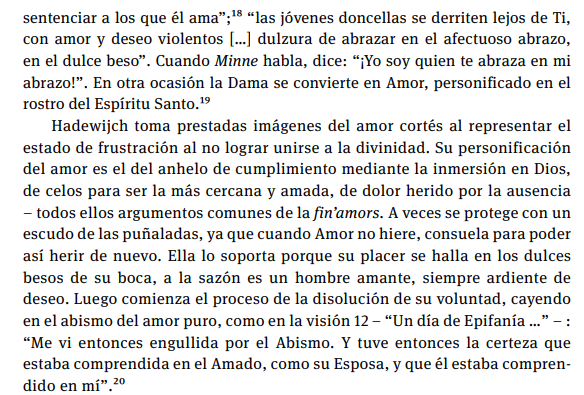 sentenciar a los que él ama”;¹⁸ “las jóvenes doncellas se derriten lejos de Ti,
con amor y deseo violentos […] dulzura de abrazar en el afectuoso abrazo,
en el dulce beso”. Cuando Minne habla, dice: “¡Yo soy quien te abraza en mi
abrazo!”. En otra ocasión la Dama se convierte en Amor, personificado en el
rostro del Espíritu Santo.¹⁹
Hadewijch toma prestadas imágenes del amor cortés al representar el
estado de frustración al no lograr unirse a la divinidad. Su personificación
del amor es el del anhelo de cumplimiento mediante la inmersión en Dios,
de celos para ser la más cercana y amada, de dolor herido por la ausencia
– todos ellos argumentos comunes de la fin’amors. A veces se protege con un
escudo de las puñaladas, ya que cuando Amor no hiere, consuela para poder
así herir de nuevo. Ella lo soporta porque su placer se halla en los dulces
besos de su boca, a la sazón es un hombre amante, siempre ardiente de
deseo. Luego comienza el proceso de la disolución de su voluntad, cayendo
en el abismo del amor puro, como en la visión 12 – “Un día de Epifanía …” – :
“Me vi entonces engullida por el Abismo. Y tuve entonces la certeza que
estaba comprendida en el Amado, como su Esposa, y que él estaba compren-
dido en mí”.²⁰